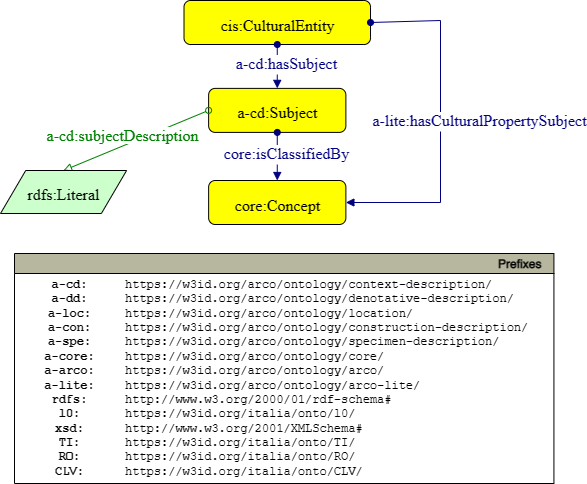 cis:CulturalEntity
a-cd:hasSubject
a-cd:Subject
a-lite:hasCulturalPropertySubject
a-cd:subjectDescription
core:isClassifiedBy
rdfs:Literal
core:Concept
Prefixes
a-cd: https://w3id.org/arco/ontology/context-description/
a-dd: https://w3id.org/arco/ontology/denotative-description/
a-loc: https://w3id.org/arco/ontology/location/
a-con: https://w3id.org/arco/ontology/construction-description/
a-spe: https://w3id.org/arco/ontology/specimen-description/
a-core: https://w3id.org/arco/ontology/core/
a-arco: https://w3id.org/arco/ontology/arco/
a-lite: https://w3id.org/arco/ontology/arco-lite/
rdfs: http://www.w3.org/2000/01/rdf-schema#
l0: https://w3id.org/italia/onto/l0/
xsd: http://www.w3.org/2001/XMLSchema#
TI: https://w3id.org/italia/onto/TI/
RO: https://w3id.org/italia/onto/RO/
CLV: https://w3id.org/italia/onto/CLV/